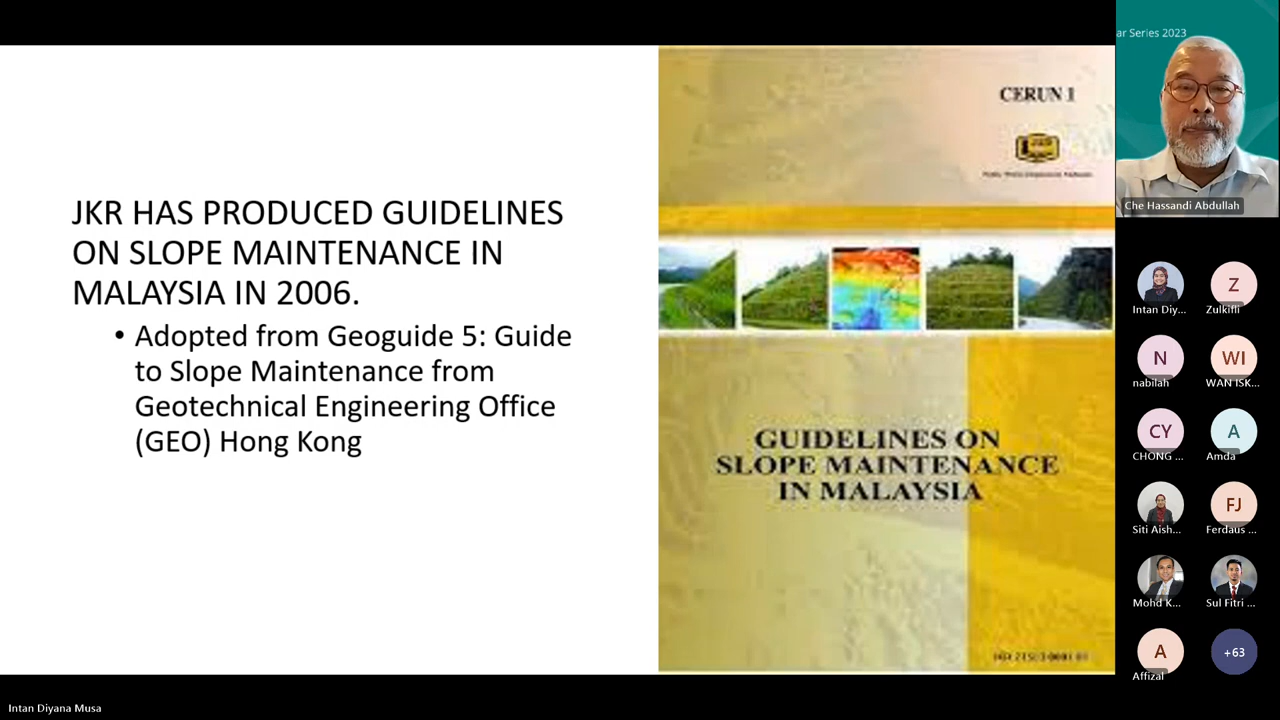 ar Series 2023
Che Hassandi Abdullah
JKR HAS PRODUCED GUIDELINES
ON SLOPE MAINTENANCE IN
MALAYSIA IN 2006.
• Adopted from Geoguide 5: Guide
to Slope Maintenance from
Geotechnical Engineering Office
(GEO) Hong Kong
CERUN 1
GUIDELINES ON
SLOPE MAINTENANCE
IN MALAYSIA
Intan Diy...
Z
Zulkifli
N
nabilah
WI
WAN ISK...
CY
CHONG ...
A
Amda
Siti Aish...
FJ
Ferdaus ...
Mohd K...
Sul Fitri ...
A
Affizal
+63
Intan Diyana Musa